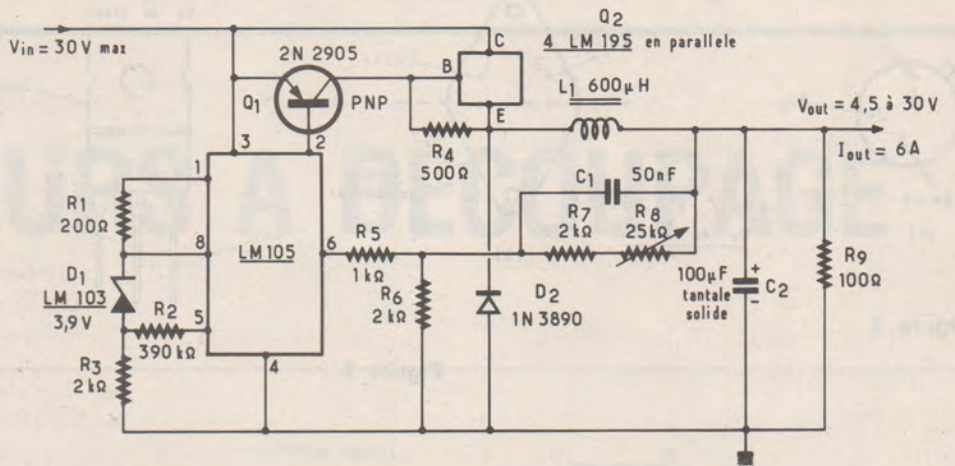 Q2
4 LM 195 en parallele
Vin = 30 V max
2N 2905
C
B
E
Q1
PNP
L1 600µH
Vout = 4,5 à 30 V
Iout = 6A
3
2
R4
500Ω
1
C1
50nF
R1
200Ω
8
LM105
6
R5
1kΩ
R7
2kΩ
R8
25kΩ
R9
100Ω
D1
LM 103
3,9 V
R2
390 kΩ
5
R6
2kΩ
D2
1N 3890
100µF
tantale
solide
+
-
C2
R3
2kΩ
4